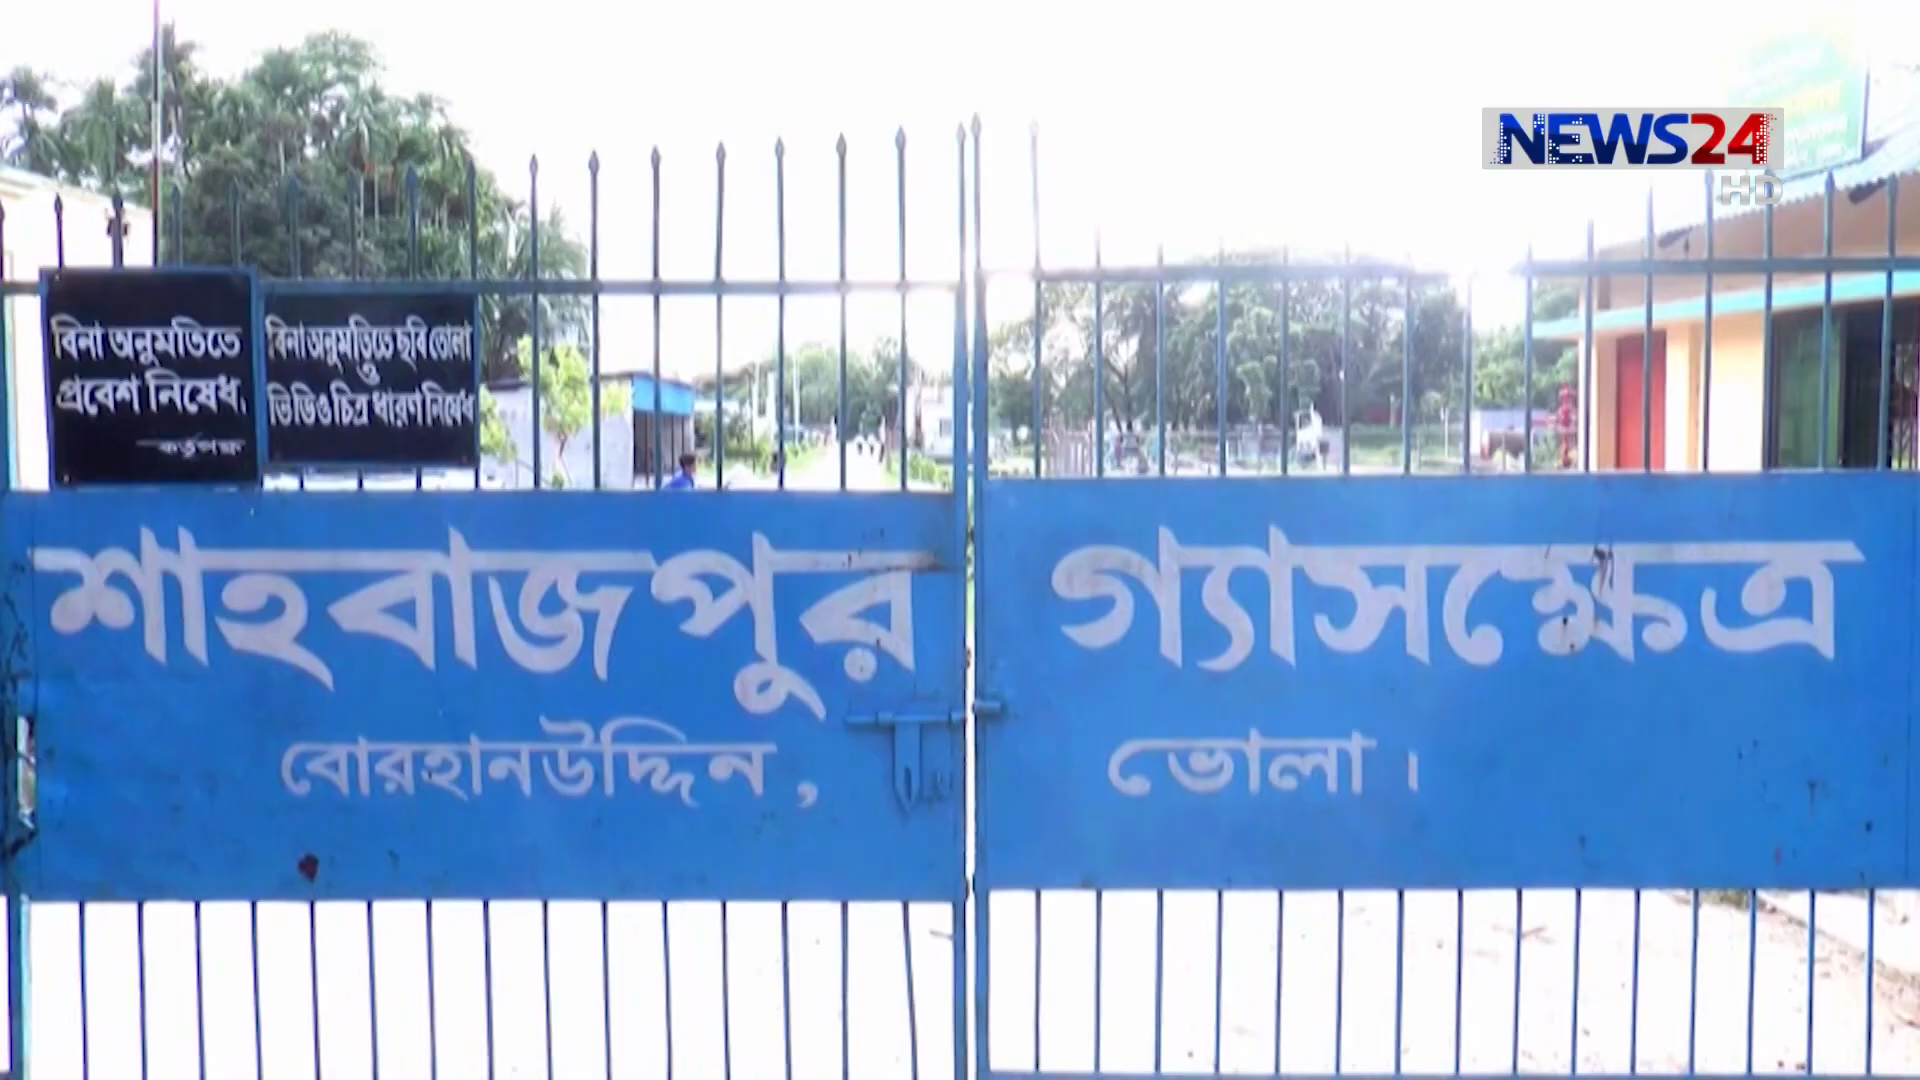 NEWS24
HD
বিনা অনুমতিতে
প্রবেশ নিষেধ.
কর্তৃপক্ষ
বিনা অনুমতিতে ছবি তোলা
ও
ভিডিও চিত্র ধারণ নিষেধ
শাহবাজপুর গ্যাসক্ষেত্র
বোরহানউদ্দিন, ভোলা।